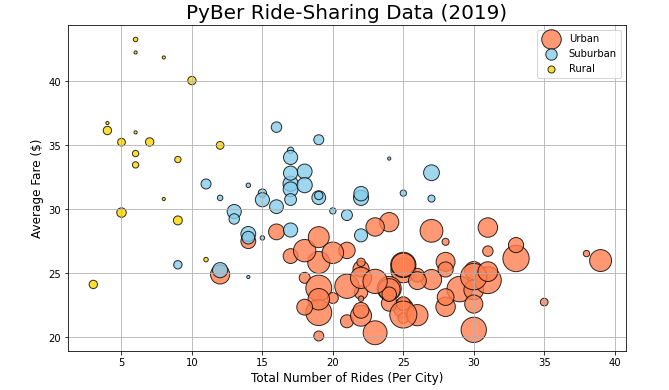 PyBer Ride-Sharing Data (2019)
Urban
Suburban
Rural
Average Fare ($)
40
35
30
25
20
5 10 15 20 25 30 35 40
Total Number of Rides (Per City)